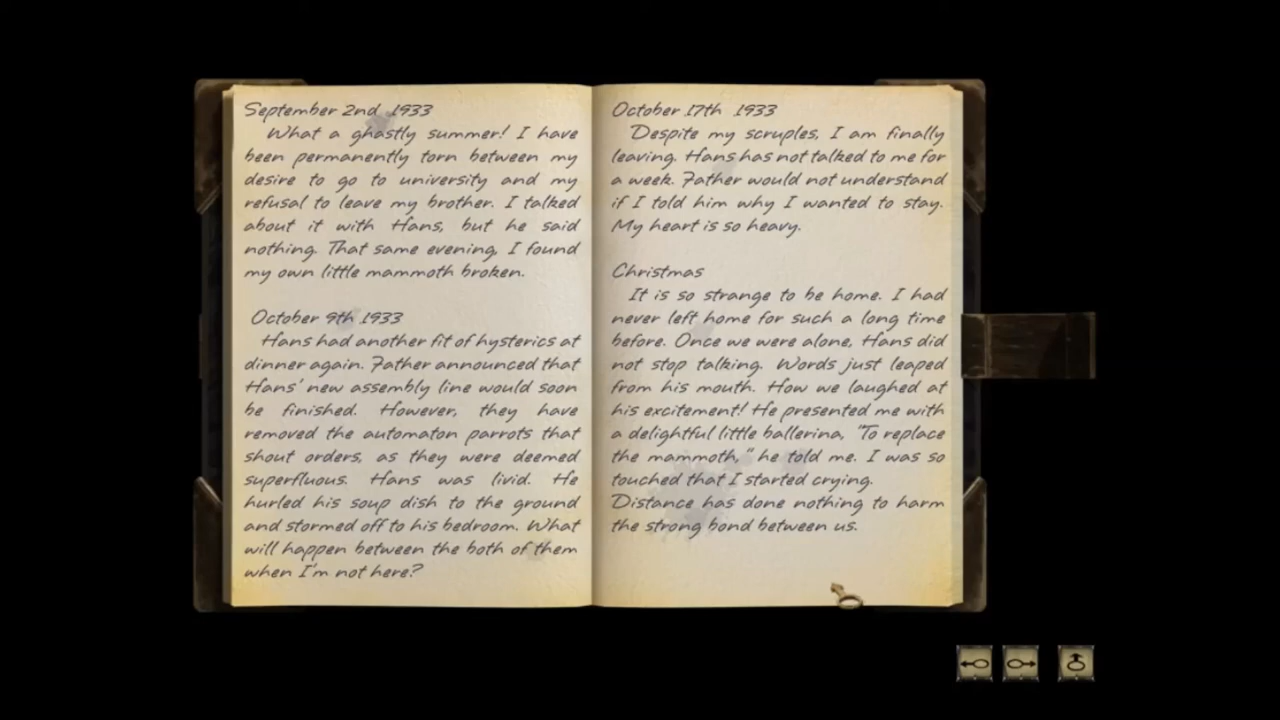 September 2nd 1933
What a ghastly summer! I have
been permanently torn between my
desire to go to university and my
refusal to leave my brother. I talked
about it with Hans, but he said
nothing. That same evening, I found
my own little mammoth broken.
October 9th 1933
Hans had another fit of hysterics at
dinner again. Father announced that
Hans' new assembly line would soon
be finished. However, they have
removed the automaton parrots that
shout orders, as they were deemed
superfluous. Hans was livid. He
hurled his soup dish to the ground
and stormed off to his bedroom. What
will happen between the both of them
when I'm not here?
October 17th 1933
Despite my scruples, I am finally
leaving. Hans has not talked to me for
a week. Father would not understand
if I told him why I wanted to stay.
My heart is so heavy.
Christmas
It is so strange to be home. I had
never left home for such a long time
before. Once we were alone, Hans did
not stop talking. Words just leaped
from his mouth. How we laughed at
his excitement! He presented me with
a delightful little ballerina, "To replace
the mammoth," he told me. I was so
touched that I started crying.
Distance has done nothing to harm
the strong bond between us.